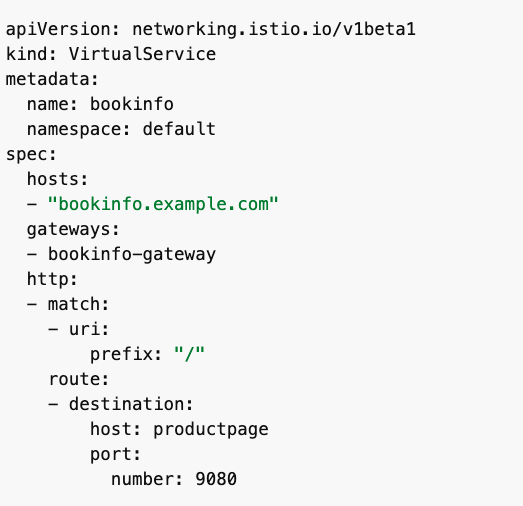 apiVersion: networking.istio.io/v1beta1
kind: VirtualService
metadata:
  name: bookinfo
  namespace: default
spec:
  hosts:
  - "bookinfo.example.com"
  gateways:
  - bookinfo-gateway
  http:
  - match:
    - uri:
        prefix: "/"
    route:
    - destination:
        host: productpage
        port:
          number: 9080